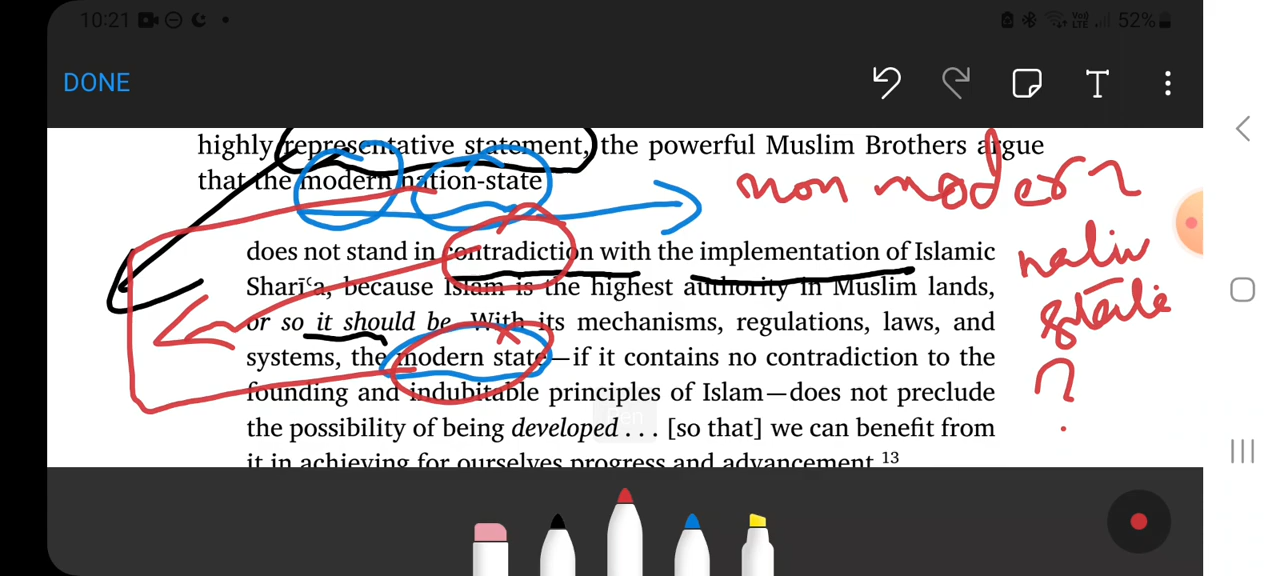 10:21
52%
DONE
T
highly representative statement, the powerful Muslim Brothers argue
that the modern nation-state
non modern
does not stand in contradiction with the implementation of Islamic
Sharīʿa, because Islam is the highest authority in Muslim lands,
or so it should be. With its mechanisms, regulations, laws, and
state
systems, the modern state—if it contains no contradiction to the
founding and indubitable principles of Islam—does not preclude
?
the possibility of being developed . . . [so that] we can benefit from
it in achieving for ourselves progress and advancement.13